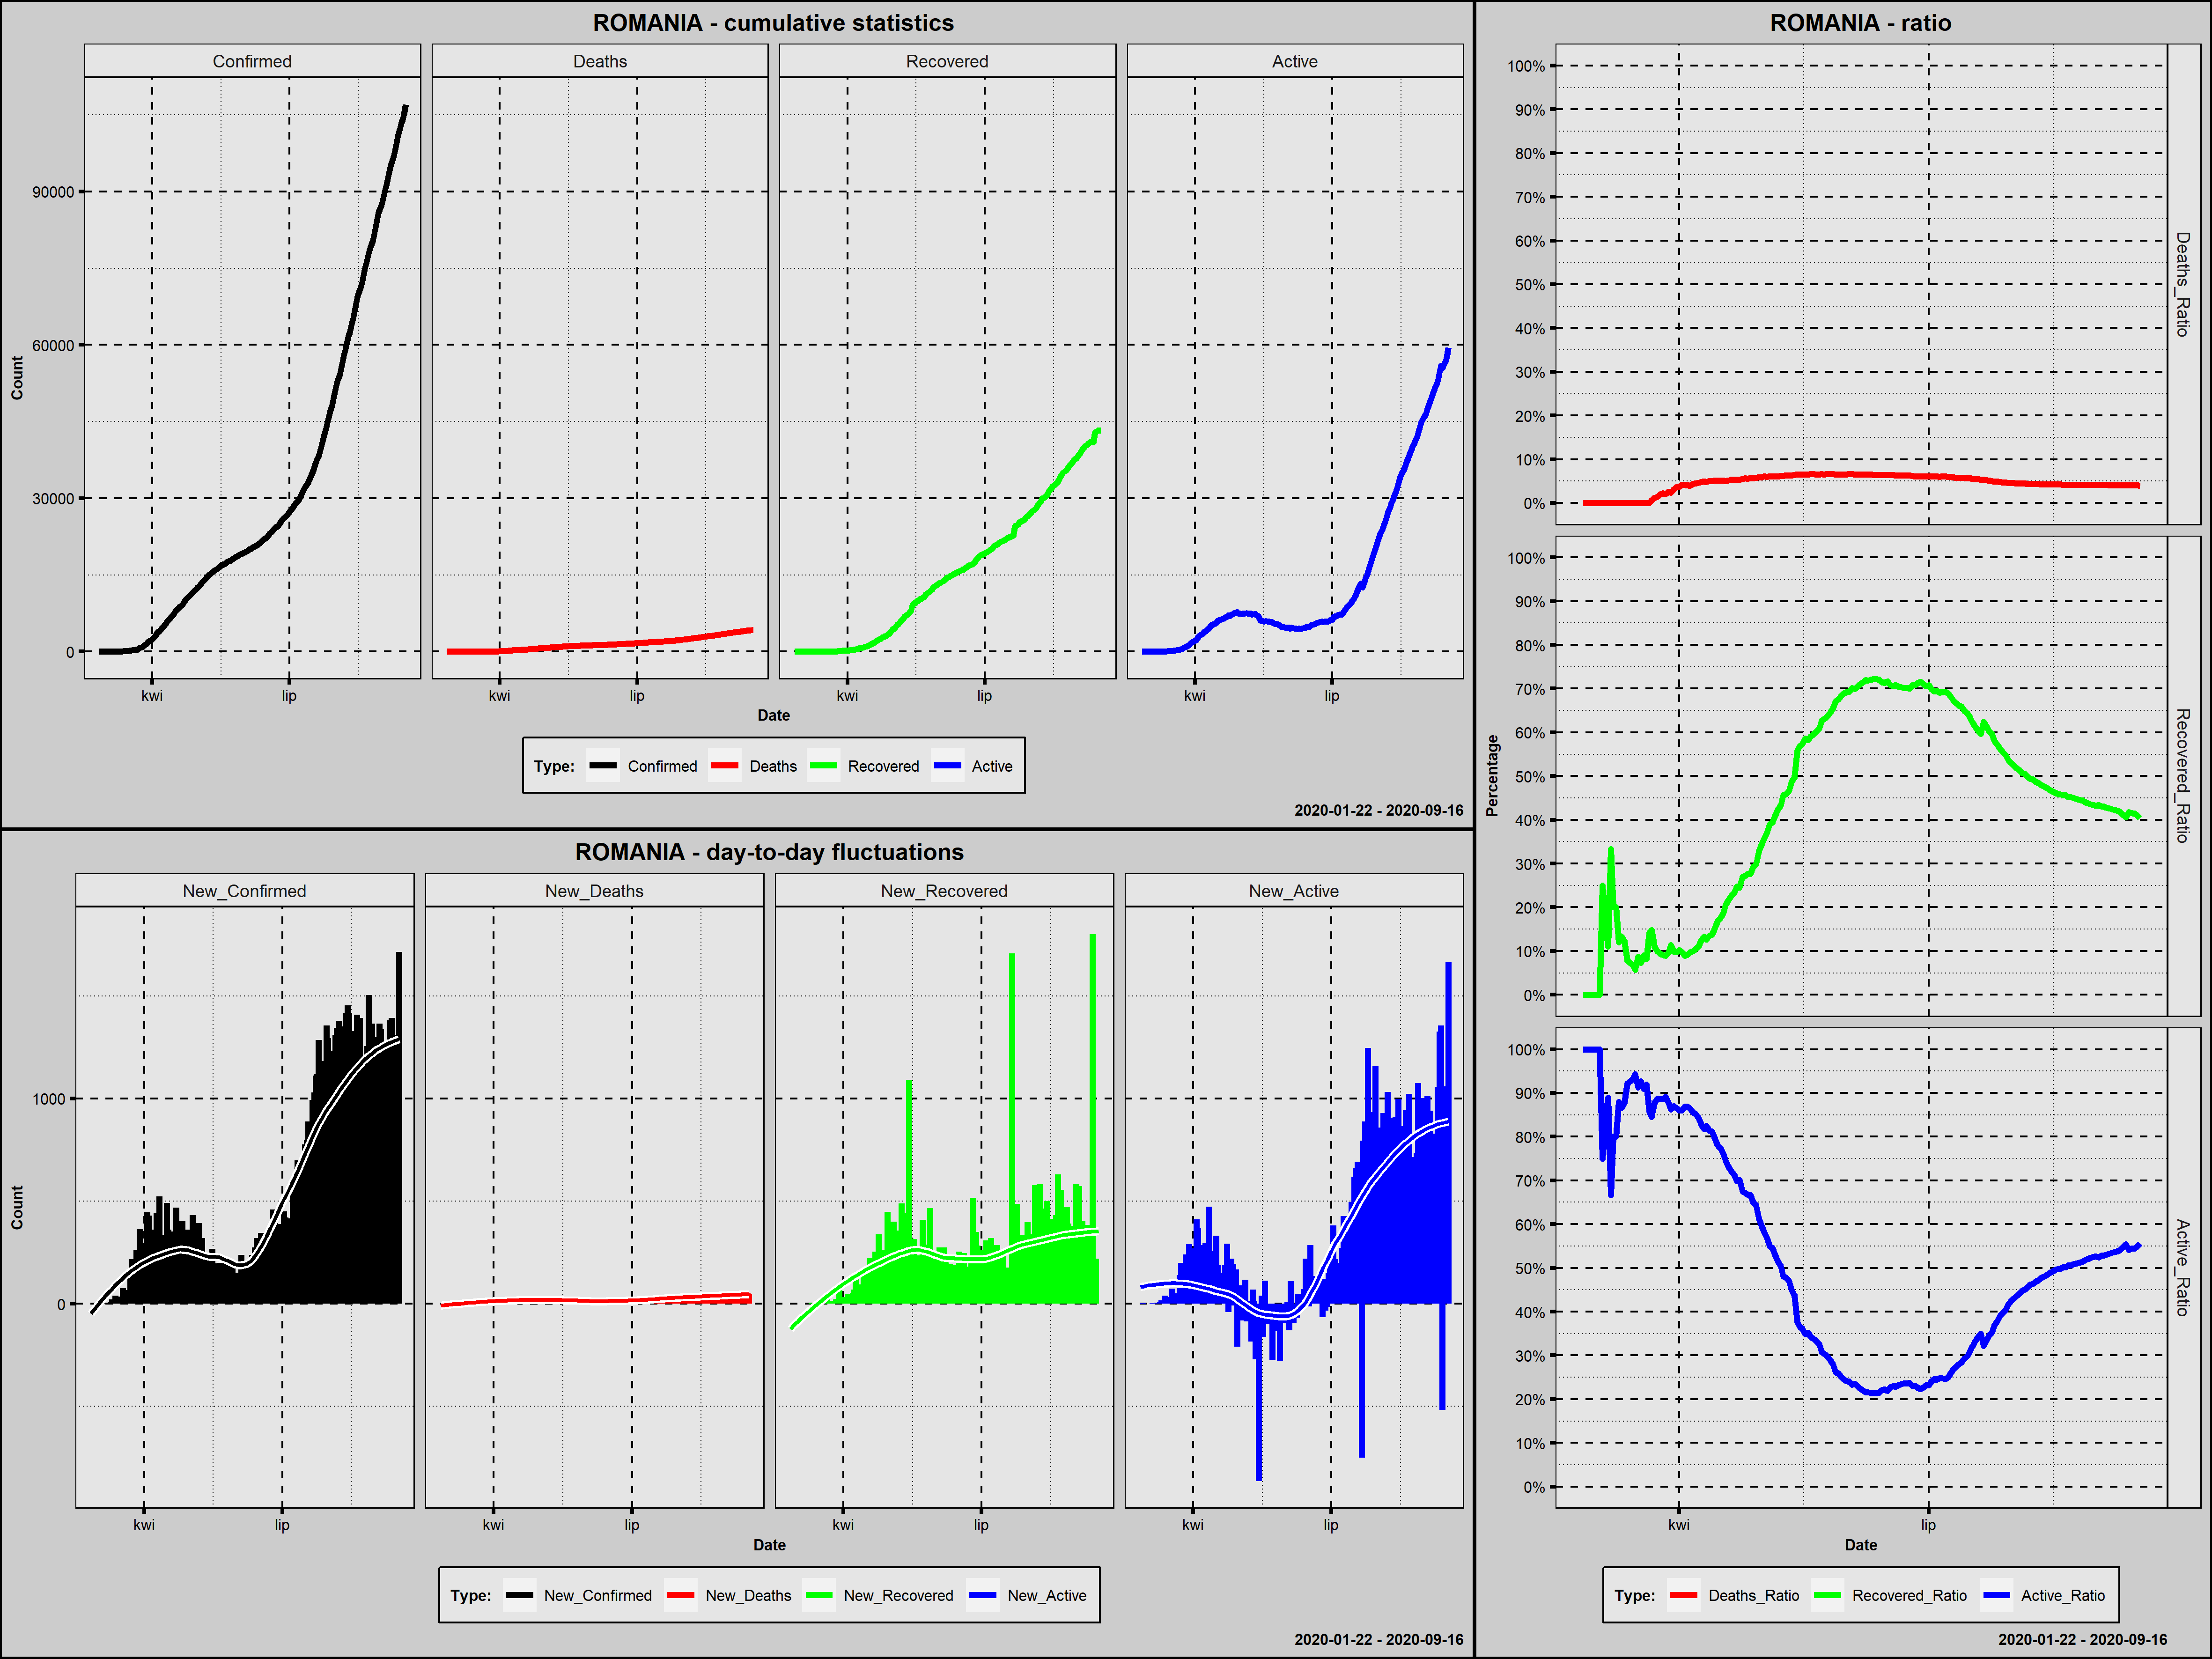 ROMANIA - cumulative statistics
Confirmed
Deaths
Recovered
Active
Count
90000
60000
30000
0
kwi lip
kwi lip
kwi lip
kwi lip
Date
Type: Confirmed Deaths Recovered Active
2020-01-22 - 2020-09-16
ROMANIA - day-to-day fluctuations
New_Confirmed
New_Deaths
New_Recovered
New_Active
Count
1000
0
kwi lip
kwi lip
kwi lip
kwi lip
Date
Type: New_Confirmed New_Deaths New_Recovered New_Active
2020-01-22 - 2020-09-16
ROMANIA - ratio
Percentage
100%
90%
80%
70%
60%
50%
40%
30%
20%
10%
0%
Deaths_Ratio
100%
90%
80%
70%
60%
50%
40%
30%
20%
10%
0%
Recovered_Ratio
100%
90%
80%
70%
60%
50%
40%
30%
20%
10%
0%
Active_Ratio
kwi lip
Date
Type: Deaths_Ratio Recovered_Ratio Active_Ratio
2020-01-22 - 2020-09-16